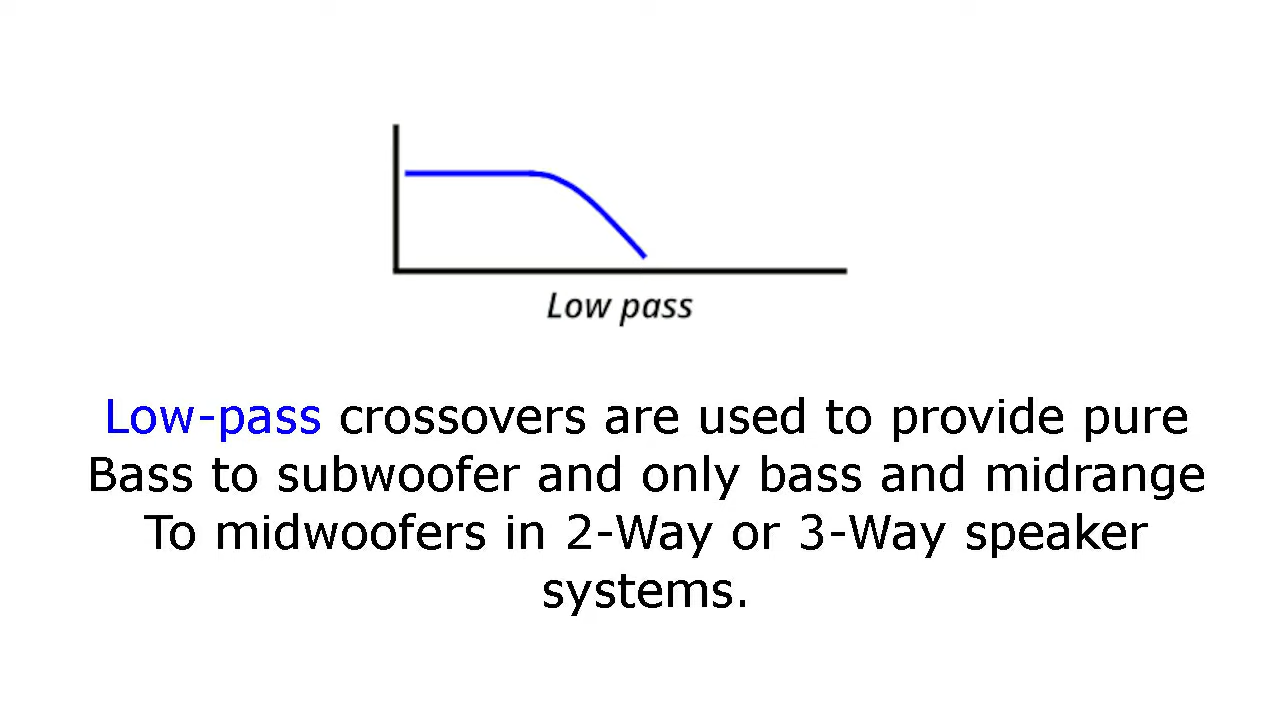 Low pass
Low-pass crossovers are used to provide pure
Bass to subwoofer and only bass and midrange
To midwoofers in 2-Way or 3-Way speaker
systems.